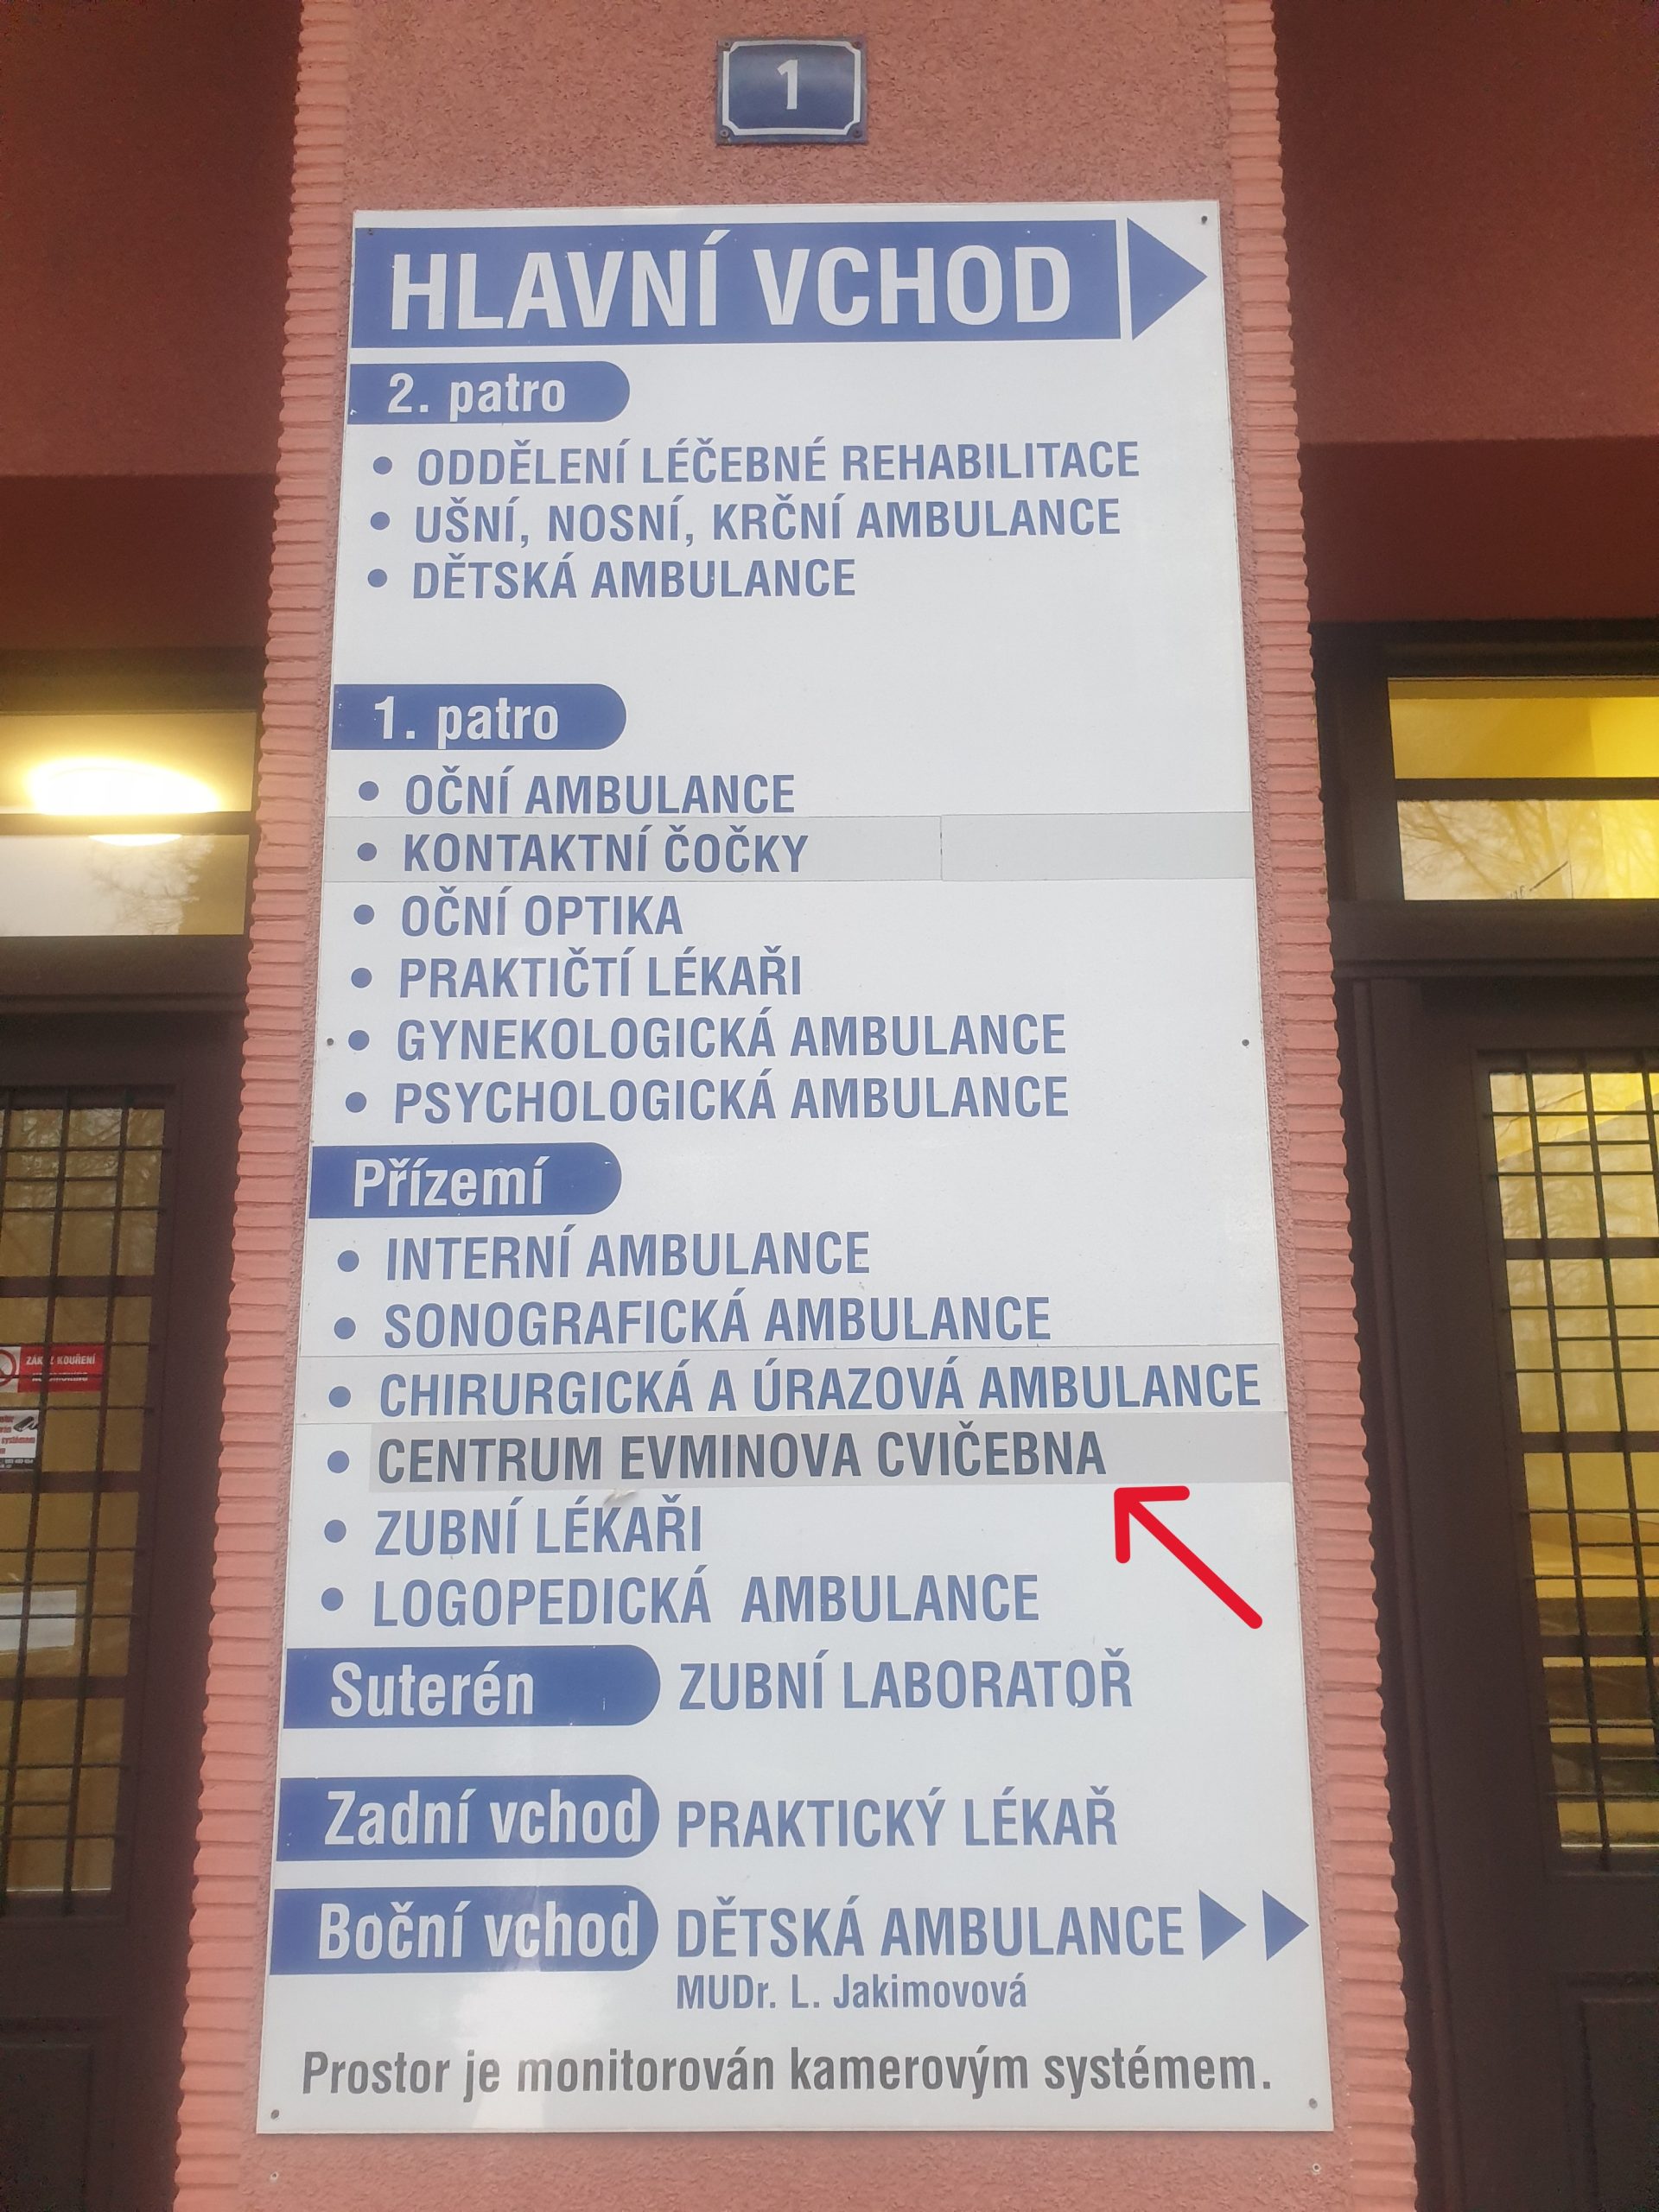 1
HLAVNÍ VCHOD
2. patro
• ODDĚLENÍ LÉČEBNÉ REHABILITACE
• UŠNÍ, NOSNÍ, KRČNÍ AMBULANCE
• DĚTSKÁ AMBULANCE
1. patro
• OČNÍ AMBULANCE
• KONTAKTNÍ ČOČKY
• OČNÍ OPTIKA
• PRAKTIČTÍ LÉKAŘI
• GYNEKOLOGICKÁ AMBULANCE
• PSYCHOLOGICKÁ AMBULANCE
Přízemí
• INTERNÍ AMBULANCE
• SONOGRAFICKÁ AMBULANCE
• CHIRURGICKÁ A ÚRAZOVÁ AMBULANCE
• CENTRUM EVMINOVA CVIČEBNA
• ZUBNÍ LÉKAŘI
• LOGOPEDICKÁ AMBULANCE
Suterén ZUBNÍ LABORATOŘ
Zadní vchod PRAKTICKÝ LÉKAŘ
Boční vchod DĚTSKÁ AMBULANCE
MUDr. L. Jakimovová
Prostor je monitorován kamerovým systémem.
KOUŘENÍ